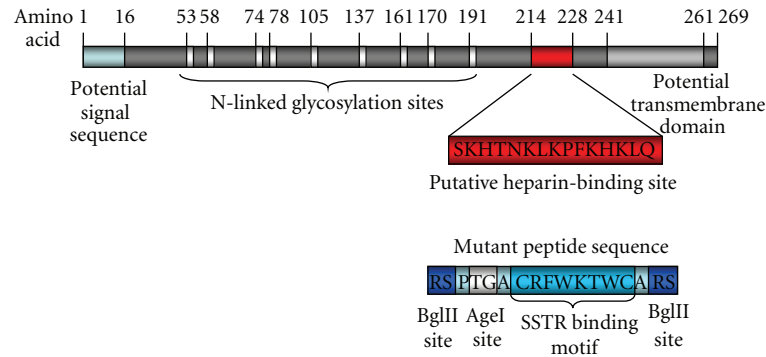 Amino acid 1 16 53 58 74 78 105 137 161 170 191 214 228 241 261 269
Potential signal sequence
N-linked glycosylation sites
Potential transmembrane domain
SKHTNKLKPFKHKLQ
Putative heparin-binding site
Mutant peptide sequence
RS PTGA CRFWKTWCA RS
BglII site
AgeI site
SSTR binding motif
BglII site